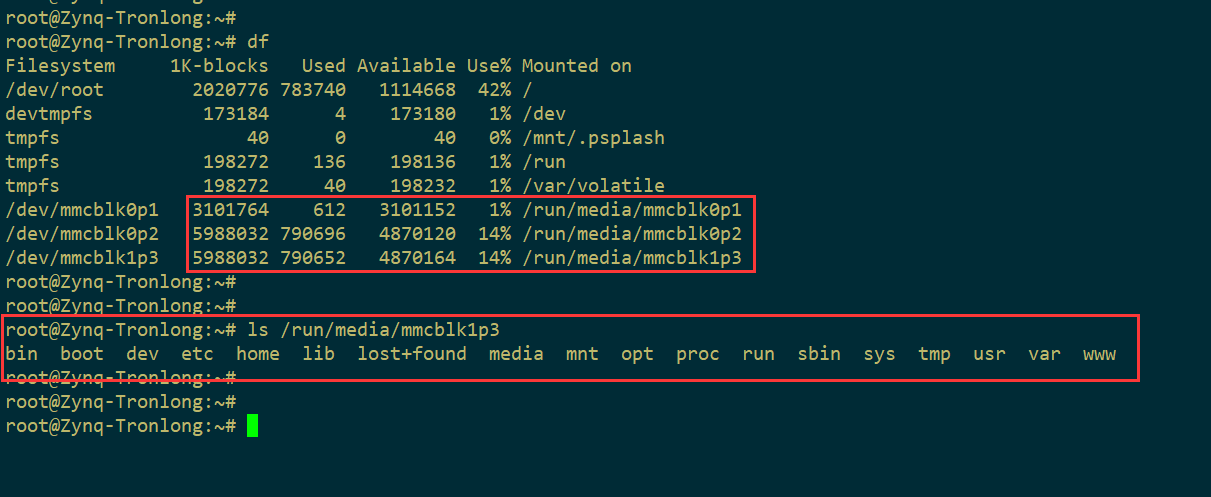 root@Zynq-Tronlong:~#
root@Zynq-Tronlong:~# df
Filesystem     1K-blocks   Used Available Use% Mounted on
/dev/root        2020776 783740   1114668  42% /
devtmpfs          173184      4    173180   1% /dev
tmpfs                 40      0        40   0% /mnt/.psplash
tmpfs             198272    136    198136   1% /run
tmpfs             198272     40    198232   1% /var/volatile
/dev/mmcblk0p1   3101764    612   3101152   1% /run/media/mmcblk0p1
/dev/mmcblk0p2   5988032 790696   4870120  14% /run/media/mmcblk0p2
/dev/mmcblk1p3   5988032 790652   4870164  14% /run/media/mmcblk1p3
root@Zynq-Tronlong:~#
root@Zynq-Tronlong:~#
root@Zynq-Tronlong:~# ls /run/media/mmcblk1p3
bin  boot  dev  etc  home  lib  lost+found  media  mnt  opt  proc  run  sbin  sys  tmp  usr  var  www
root@Zynq-Tronlong:~#
root@Zynq-Tronlong:~#
root@Zynq-Tronlong:~#